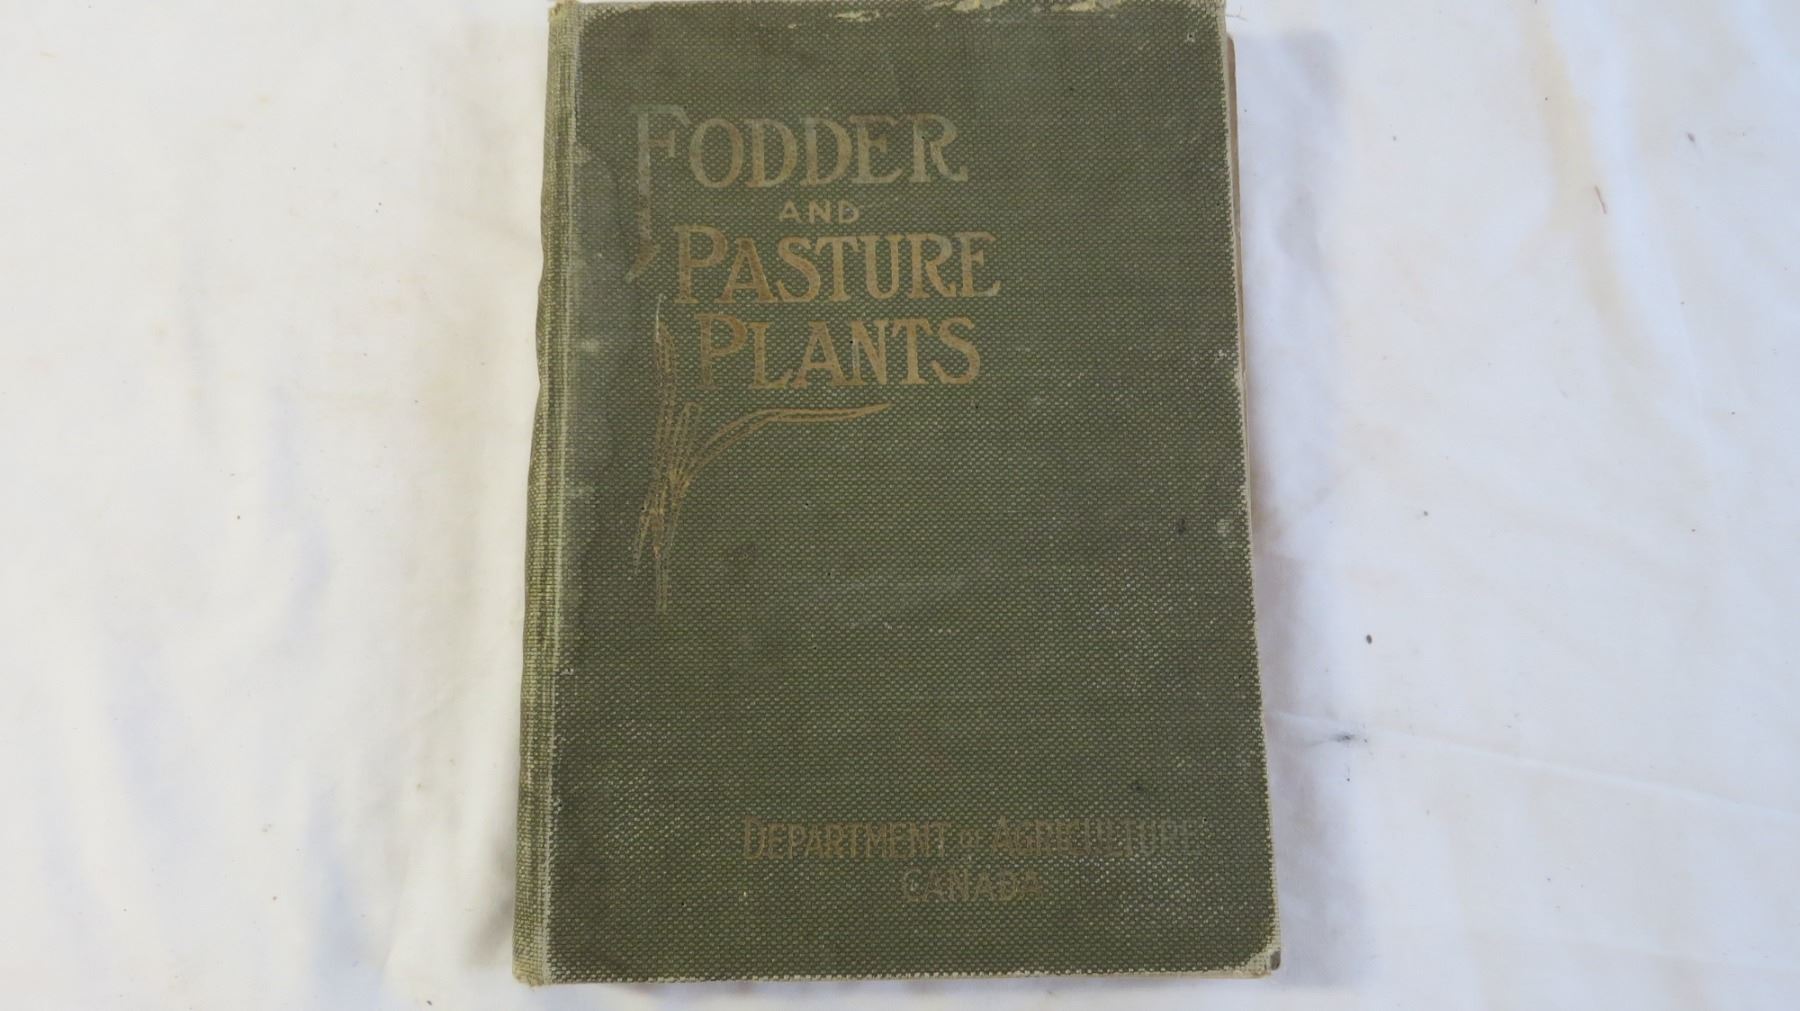 FODDER
AND
PASTURE
PLANTS
DEPARTMENT OF AGRICULTURE
CANADA